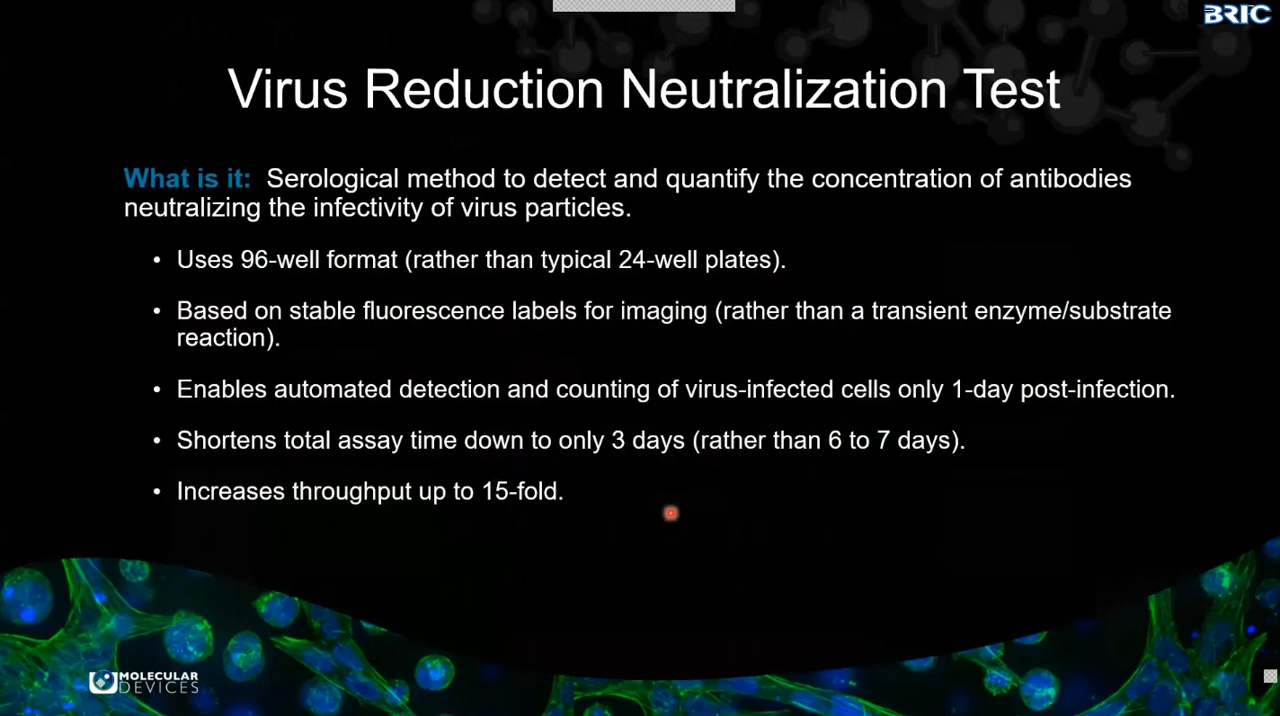 BRIC
Virus Reduction Neutralization Test
What is it: Serological method to detect and quantify the concentration of antibodies
neutralizing the infectivity of virus particles.
• Uses 96-well format (rather than typical 24-well plates).
• Based on stable fluorescence labels for imaging (rather than a transient enzyme/substrate
reaction).
• Enables automated detection and counting of virus-infected cells only 1-day post-infection.
• Shortens total assay time down to only 3 days (rather than 6 to 7 days).
• Increases throughput up to 15-fold.
MOLECULAR
DEVICES